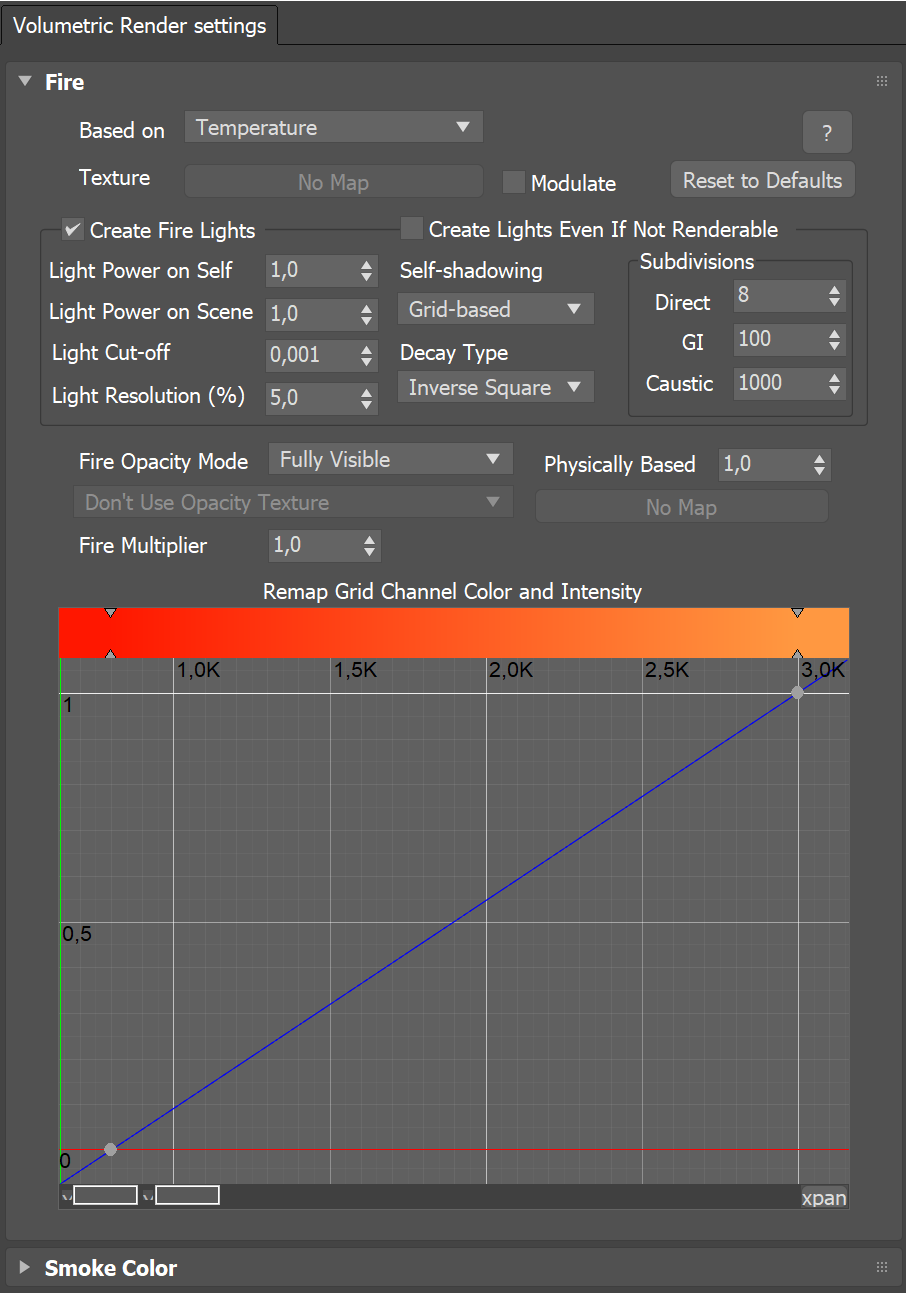 Volumetric Render settings
Fire
Based on Temperature ?
Texture No Map Modulate Reset to Defaults
Create Fire Lights Create Lights Even If Not Renderable
Light Power on Self 1,0 Self-shadowing Subdivisions
Light Power on Scene 1,0 Grid-based Direct 8
Light Cut-off 0,001 Decay Type GI 100
Light Resolution (%) 5,0 Inverse Square Caustic 1000
Fire Opacity Mode Fully Visible Physically Based 1,0
Don't Use Opacity Texture No Map
Fire Multiplier 1,0
Remap Grid Channel Color and Intensity
1,0K 1,5K 2,0K 2,5K 3,0K
1
0,5
0
xpan
Smoke Color